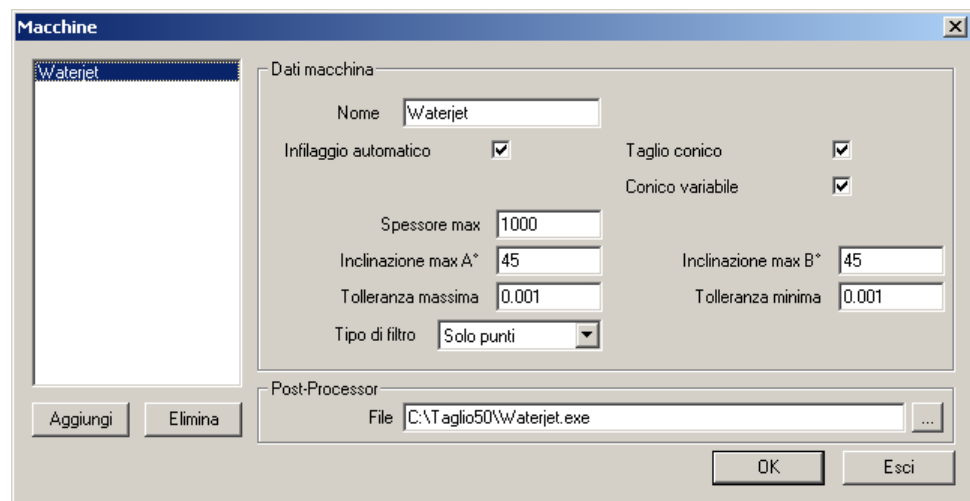 Macchine
Waterjet
Dati macchina
Nome Waterjet
Infilaggio automatico Taglio conico
Conico variabile
Spessore max 1000
Inclinazione max A° 45 Inclinazione max B° 45
Tolleranza massima 0.001 Tolleranza minima 0.001
Tipo di filtro Solo punti
Post-Processor
Aggiungi Elimina File C:\Taglio50\Waterjet.exe ...
OK Esci